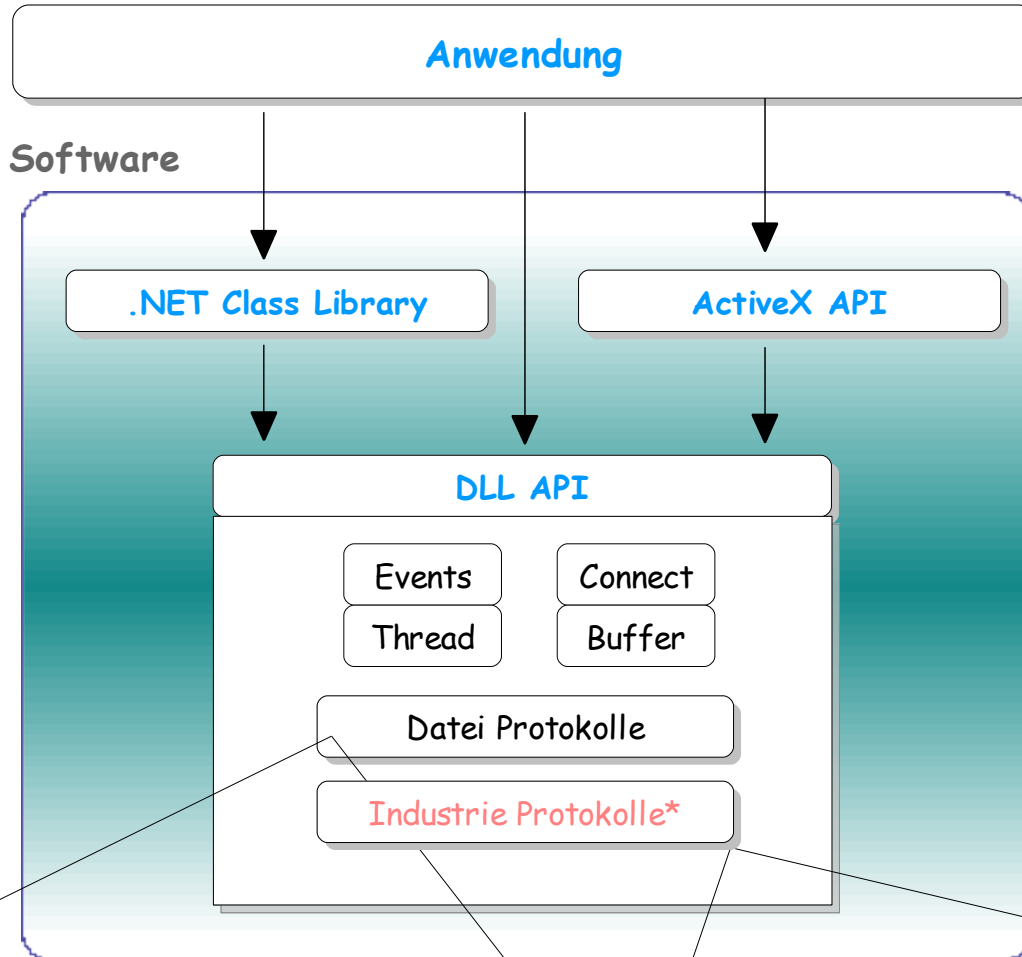 Anwendung
Software
.NET Class Library
ActiveX API
DLL API
Events
Connect
Thread
Buffer
Datei Protokolle
Industrie Protokolle*